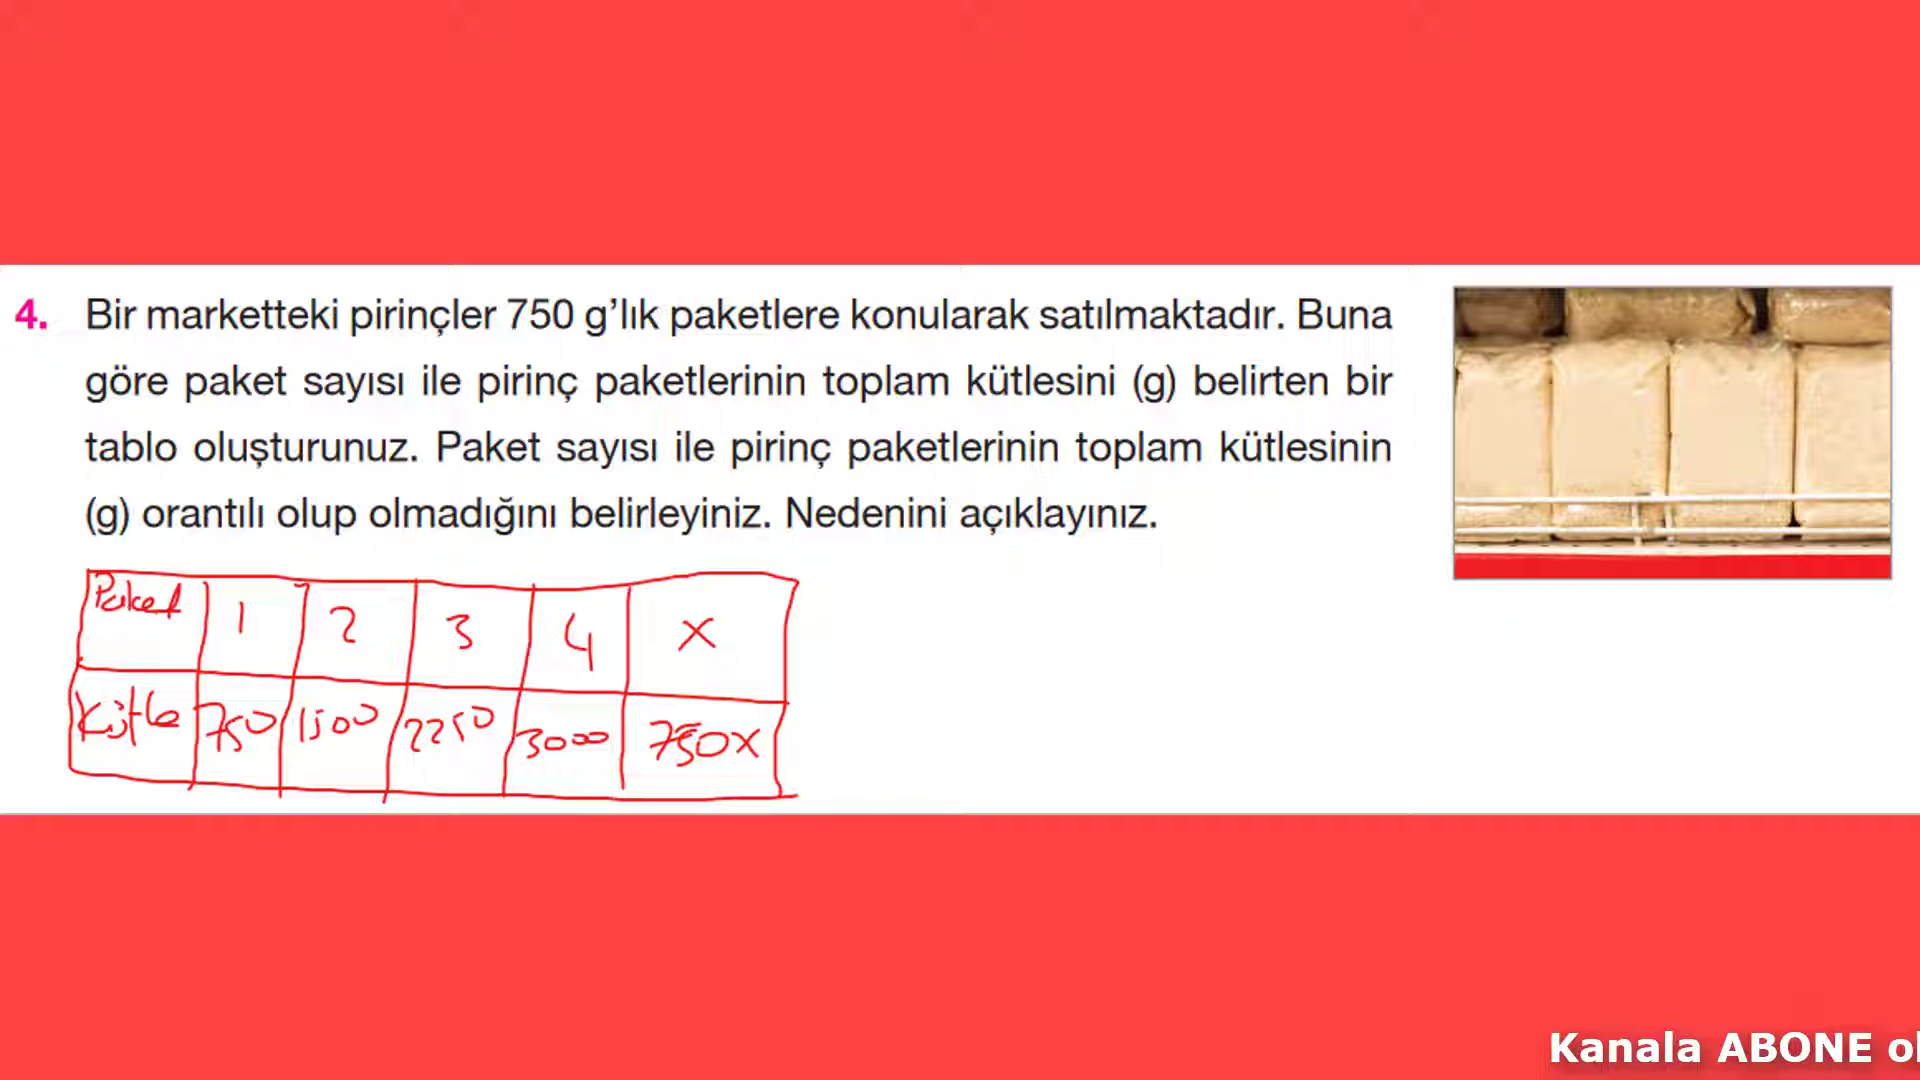 4. Bir marketteki pirinçler 750 g’lık paketlere konularak satılmaktadır. Buna
göre paket sayısı ile pirinç paketlerinin toplam kütlesini (g) belirten bir
tablo oluşturunuz. Paket sayısı ile pirinç paketlerinin toplam kütlesinin
(g) orantılı olup olmadığını belirleyiniz. Nedenini açıklayınız.
Paket 1 2 3 4 x
Kütle 750 1500 2250 3000 750x
Kanala ABONE ol